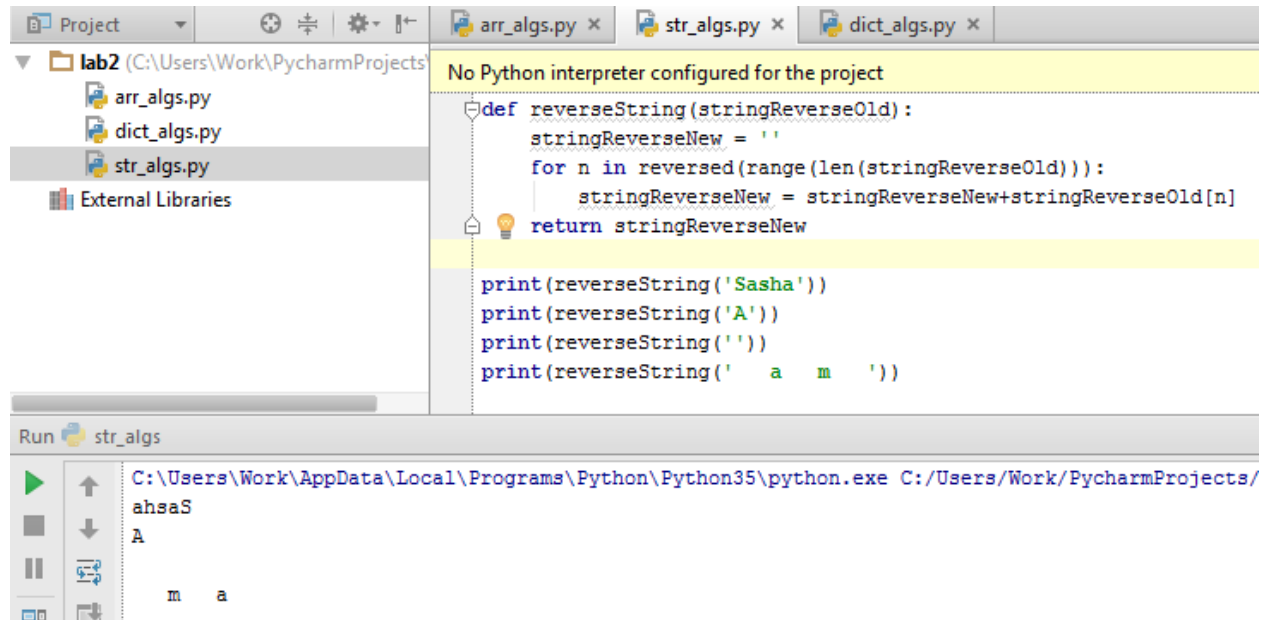 Project
arr_algs.py
str_algs.py
dict_algs.py
lab2 (C:\Users\Work\PycharmProjects\
arr_algs.py
dict_algs.py
str_algs.py
External Libraries
No Python interpreter configured for the project
def reverseString(stringReverseOld):
    stringReverseNew = ''
    for n in reversed(range(len(stringReverseOld))):
        stringReverseNew = stringReverseNew+stringReverseOld[n]
    return stringReverseNew
print(reverseString('Sasha'))
print(reverseString('A'))
print(reverseString(''))
print(reverseString('   a   m   '))
Run str_algs
C:\Users\Work\AppData\Local\Programs\Python\Python35\python.exe C:/Users/Work/PycharmProjects/
ahsaS
A
   m   a